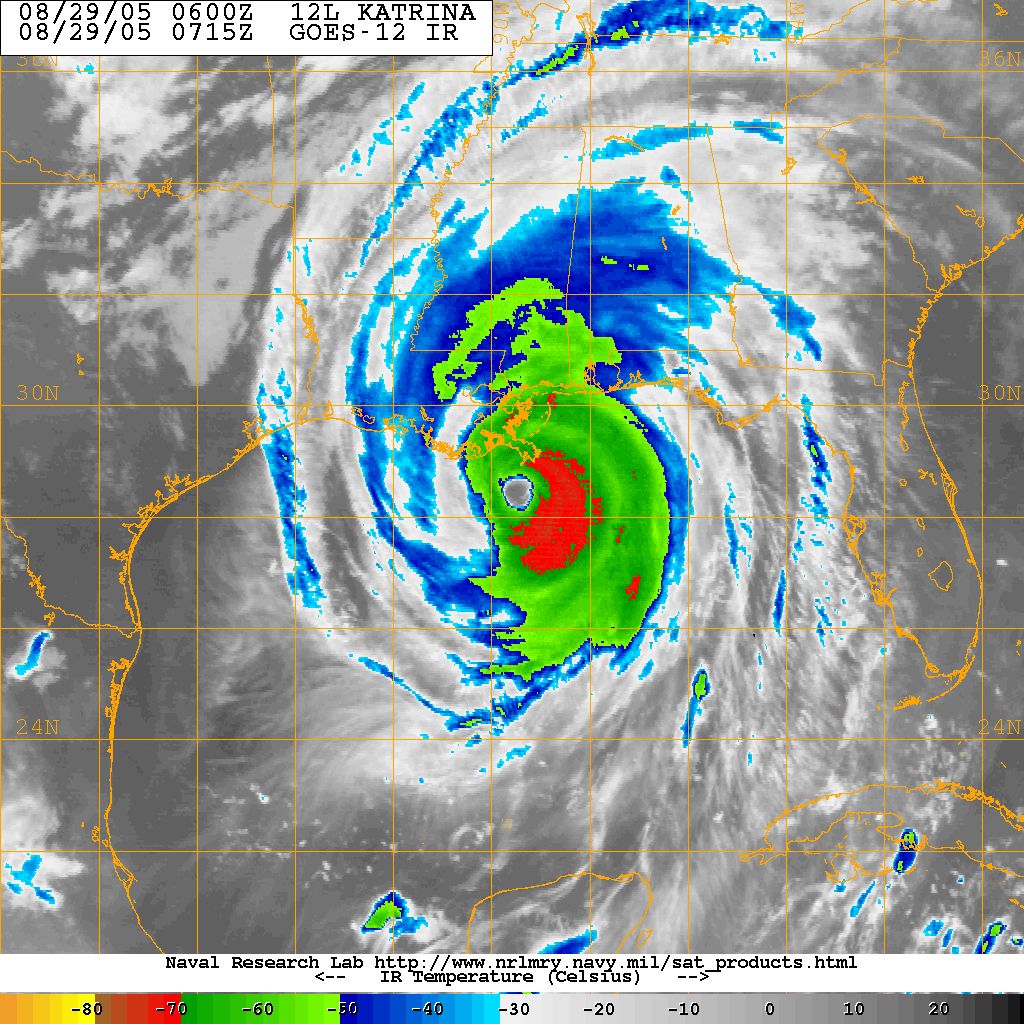 08/29/05 0600Z 12L KATRINA
08/29/05 0715Z GOES-12 IR
36N 36N
30N 30N
24N 24N
Naval Research Lab http://www.nrlmry.navy.mil/sat_products.html
<-- IR Temperature (Celsius) -->
-80 -70 -60 -50 -40 -30 -20 -10 0 10 20